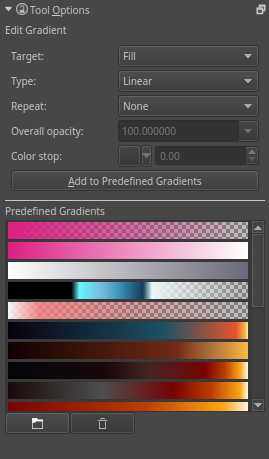 Tool Options
Edit Gradient
Target: Fill
Type: Linear
Repeat: None
Overall opacity: 100.000000
Color stop: 0.00
Add to Predefined Gradients
Predefined Gradients